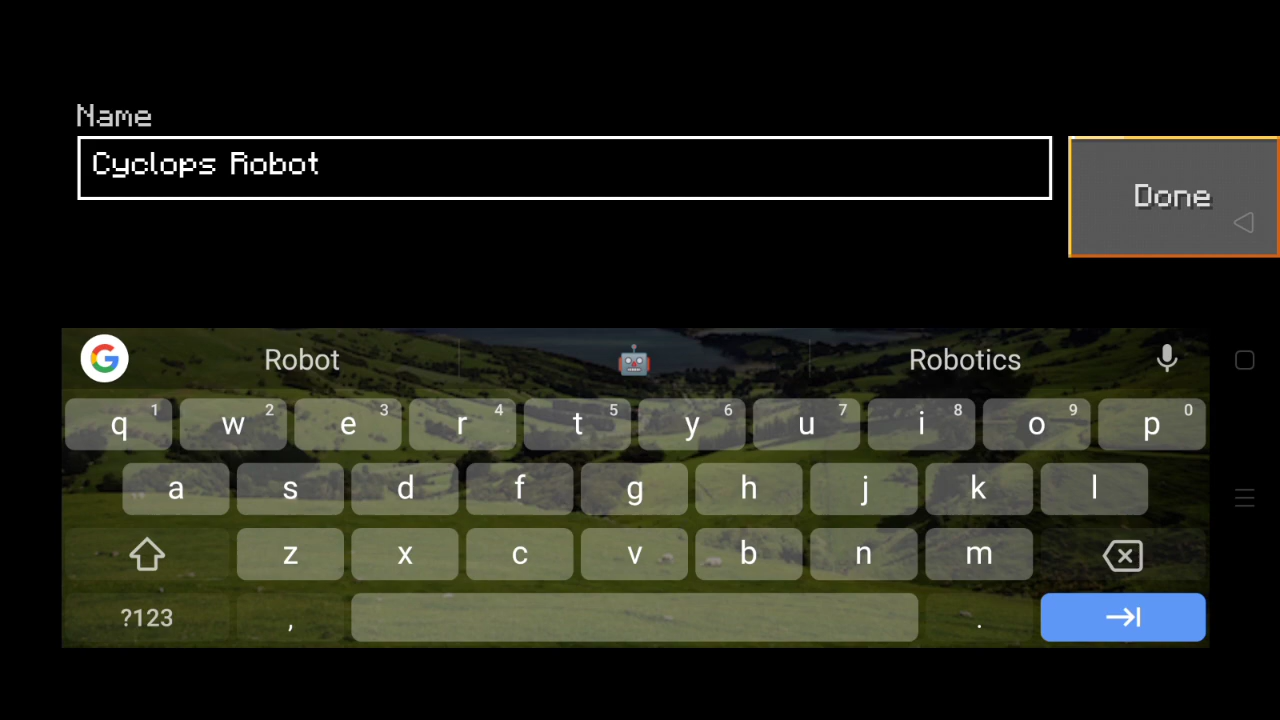 Name
Cyclops Robot
Done
G Robot 🤖 Robotics
q 1 w 2 e 3 r 4 t 5 y 6 u 7 i 8 o 9 p 0
a s d f g h j k l
z x c v b n m
?123 , .